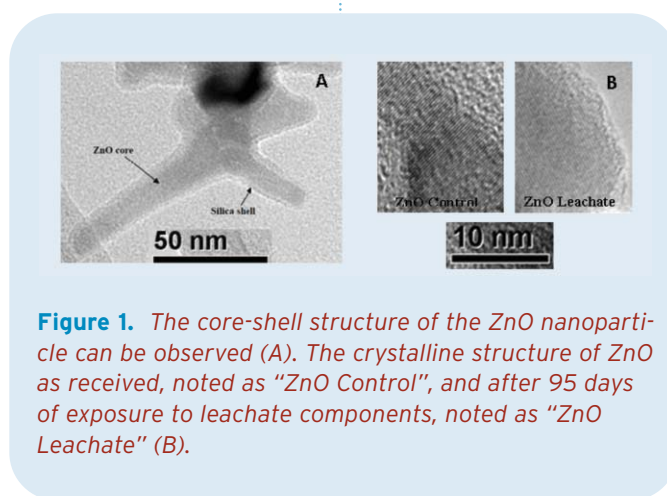 A
ZnO core
Silica shell
50 nm
B
ZnO Control
ZnO Leachate
10 nm
Figure 1. The core-shell structure of the ZnO nanoparti-
cle can be observed (A). The crystalline structure of ZnO
as received, noted as “ZnO Control”, and after 95 days
of exposure to leachate components, noted as “ZnO
Leachate” (B).